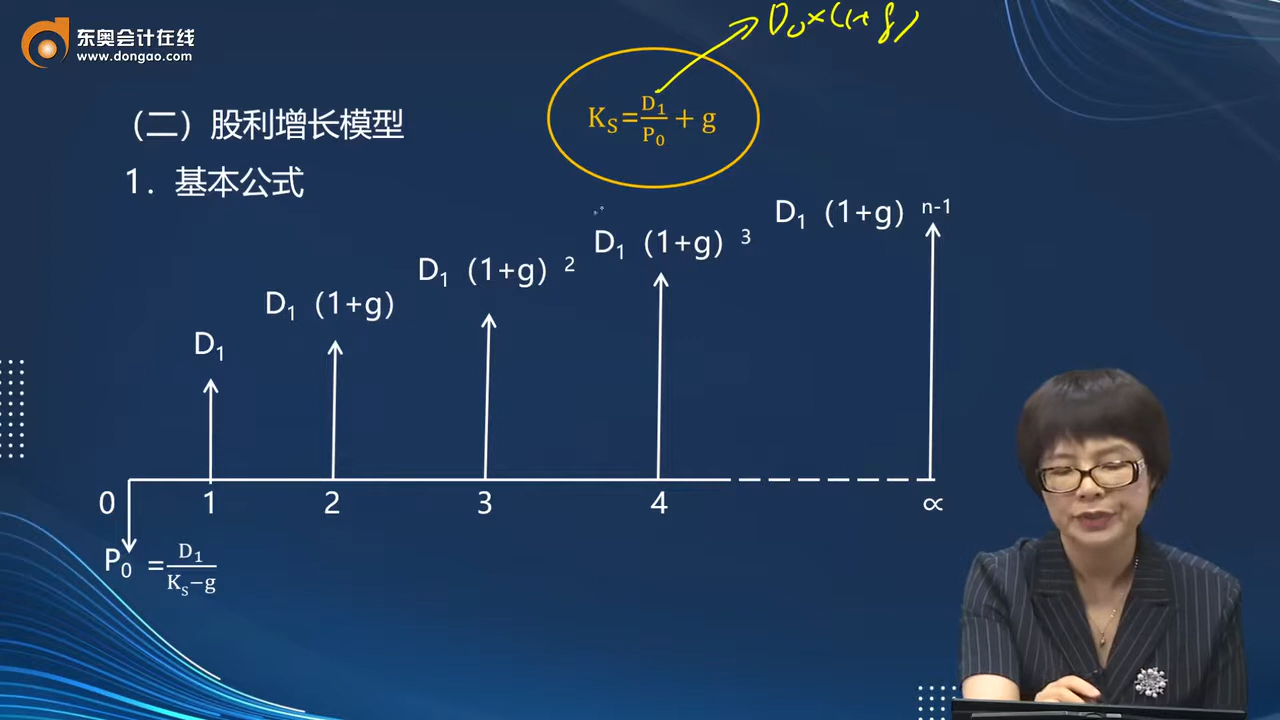 东奥会计在线
www.dongao.com
D₀×(1+g)
（二）股利增长模型
Kₛ=D₁/P₀+g
1．基本公式
D₁（1+g）ⁿ⁻¹
D₁（1+g）³
D₁（1+g）²
D₁（1+g）
D₁
0 1 2 3 4 ∝
P₀=D₁/(Kₛ−g)